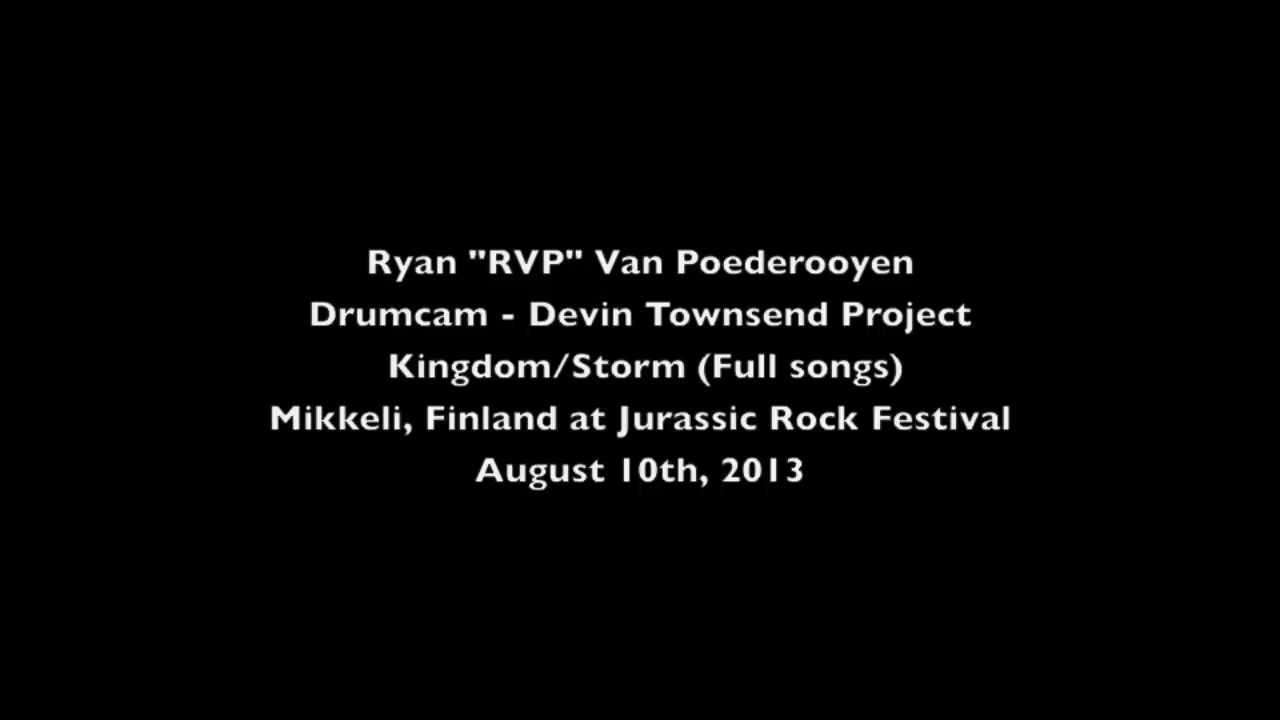 Ryan "RVP" Van Poederooyen
Drumcam - Devin Townsend Project
Kingdom/Storm (Full songs)
Mikkeli, Finland at Jurassic Rock Festival
August 10th, 2013